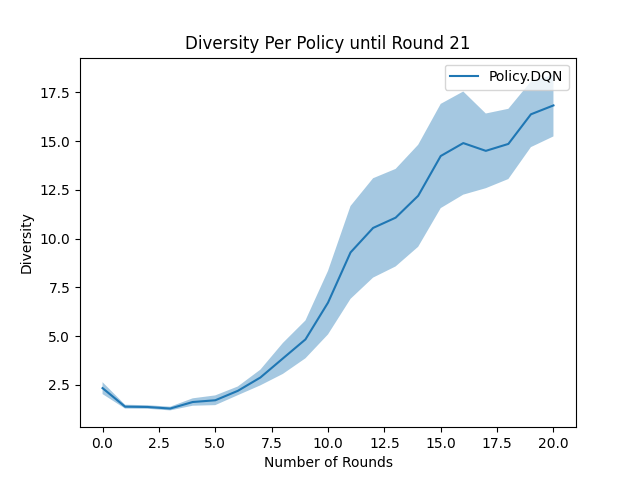 Diversity Per Policy until Round 21
Policy.DQN
17.5
15.0
12.5
10.0
7.5
5.0
2.5
Diversity
0.0 2.5 5.0 7.5 10.0 12.5 15.0 17.5 20.0
Number of Rounds